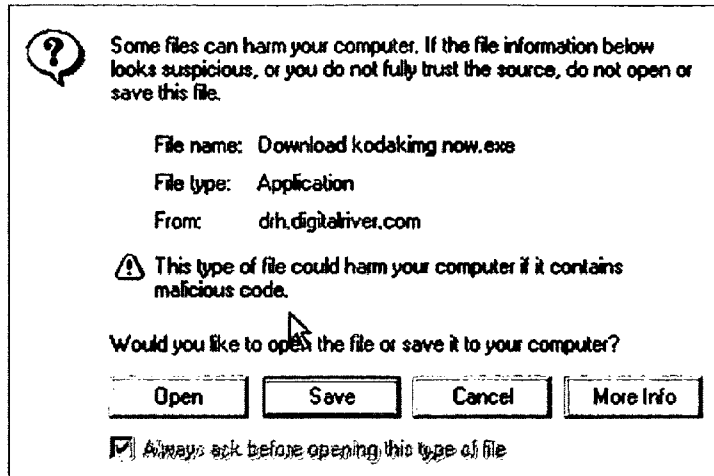 Some files can harm your computer. If the file information below
looks suspicious, or you do not fully trust the source, do not open or
save this file.
File name: Download kodakimg now.exe
File type: Application
From: drh.digitalriver.com
This type of file could harm your computer if it contains
malicious code.
Would you like to open the file or save it to your computer?
Open Save Cancel More Info
Always ask before opening this type of file